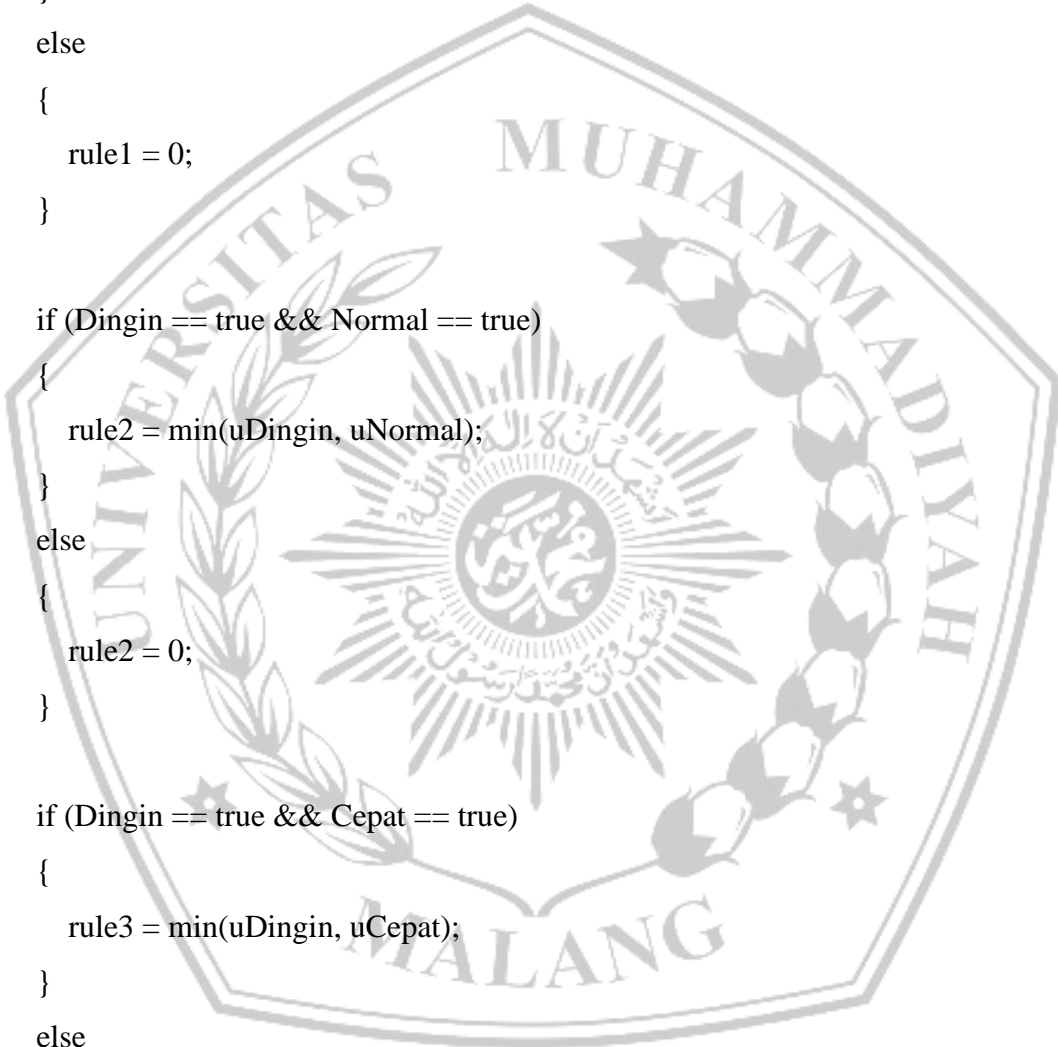 }
else
{
rule1 = 0;
}
if (Dingin == true && Normal == true)
{
rule2 = min(uDingin, uNormal);
}
else
{
rule2 = 0;
}
if (Dingin == true && Cepat == true)
{
rule3 = min(uDingin, uCepat);
}
else
UNIVERSITAS MUHAMMADIYAH
MALANG